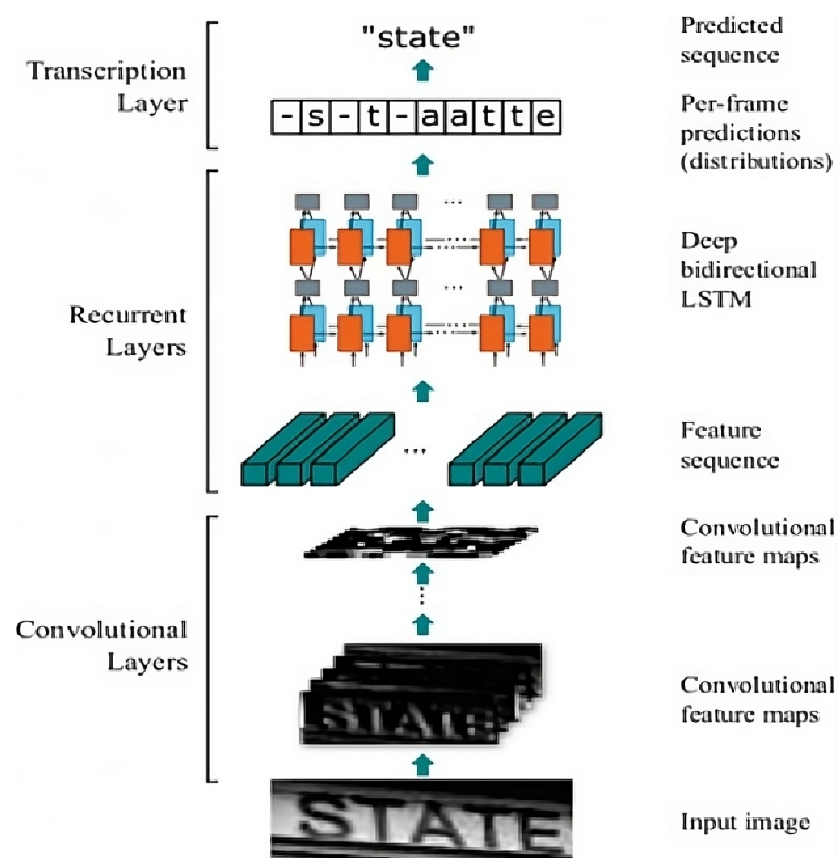 "state"
Predicted
sequence
Transcription
Layer
-s-t-aatte
Per-frame
predictions
(distributions)
Recurrent
Layers
Deep
bidirectional
LSTM
Feature
sequence
Convolutional
Layers
Convolutional
feature maps
Convolutional
feature maps
STATE
STATE
Input image